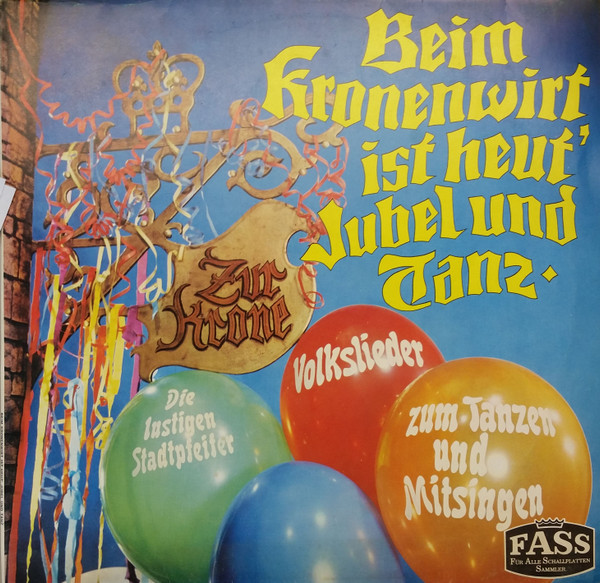 Beim
Kronenwirt
ist heut'
Jubel und
Tanz.
Zur
Krone
Volkslieder
Die
lustigen
Stadtpfeifer
zum Tanzen
und
Mitsingen
FASS
FÜR ALLE SCHALLPLATTEN
SAMMLER